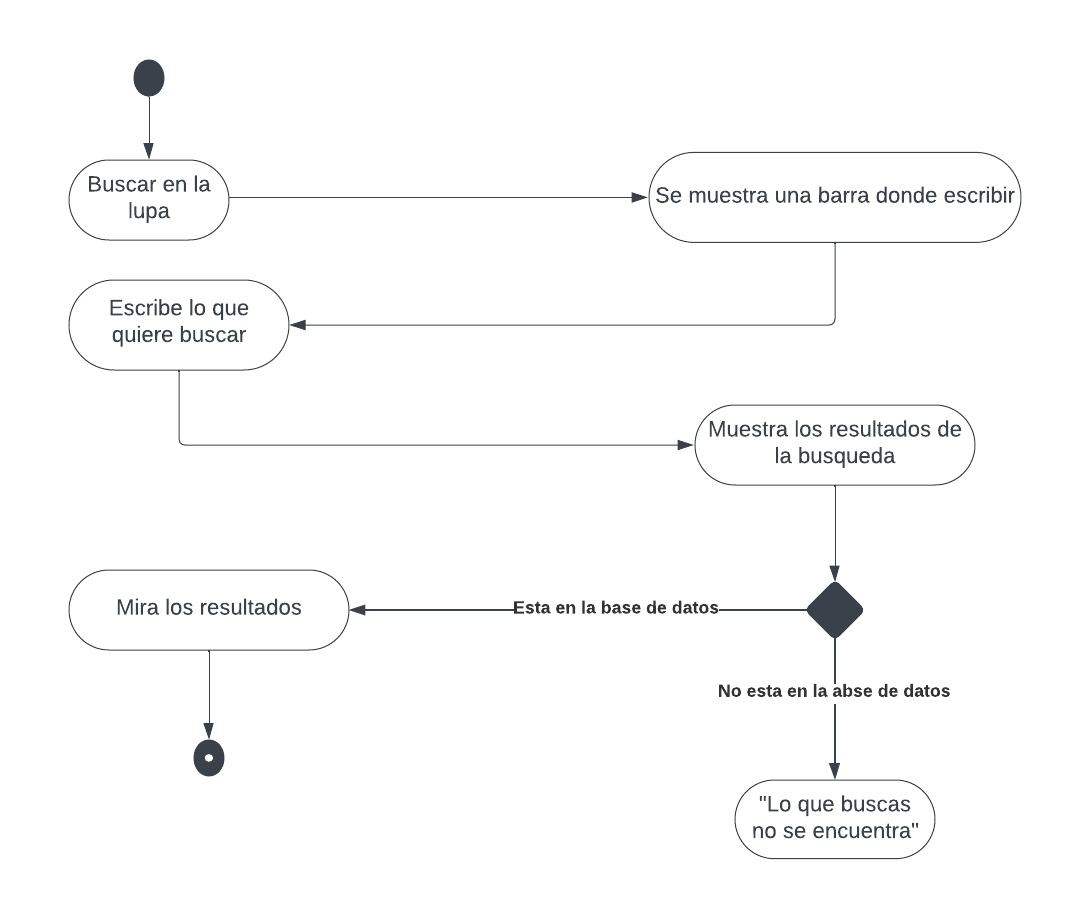 Buscar en la
lupa
Se muestra una barra donde escribir
Escribe lo que
quiere buscar
Muestra los resultados de
la busqueda
Mira los resultados
Esta en la base de datos
No esta en la abse de datos
"Lo que buscas
no se encuentra"